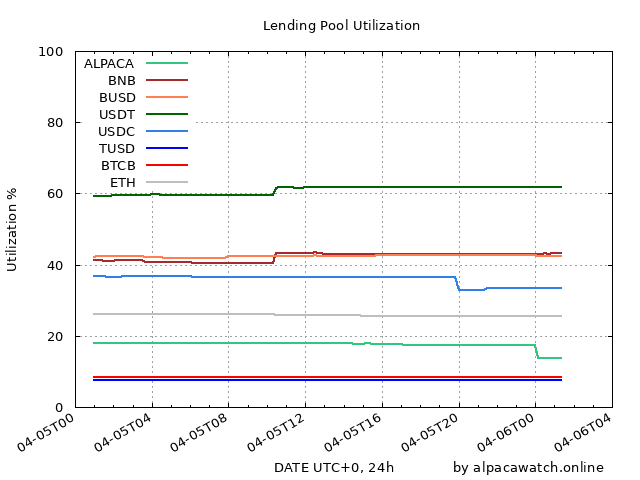 Lending Pool Utilization
Utilization %
100
80
60
40
20
0
ALPACA
BNB
BUSD
USDT
USDC
TUSD
BTCB
ETH
04-05T00
04-05T04
04-05T08
04-05T12
04-05T16
04-05T20
04-06T00
04-06T04
DATE UTC+0, 24h
by alpacawatch.online